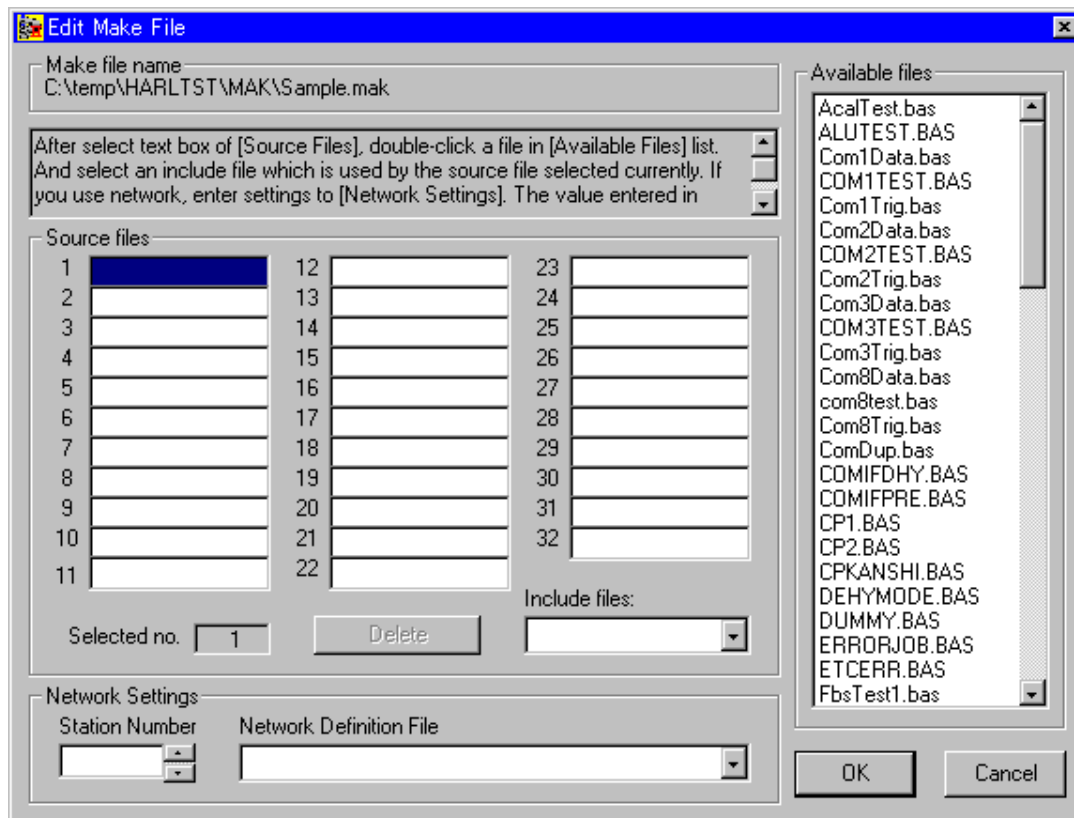 Edit Make File
Make file name
C:\temp\HARLTST\MAK\Sample.mak
After select text box of [Source Files], double-click a file in [Available Files] list.
And select an include file which is used by the source file selected currently. If
you use network, enter settings to [Network Settings]. The value entered in
Source files
1
2
3
4
5
6
7
8
9
10
11
12
13
14
15
16
17
18
19
20
21
22
23
24
25
26
27
28
29
30
31
32
Selected no. 1
Delete
Include files:
Network Settings
Station Number
Network Definition File
Available files
AcalTest.bas
ALUTEST.BAS
Com1Data.bas
COM1TEST.BAS
Com1Trig.bas
Com2Data.bas
COM2TEST.BAS
Com2Trig.bas
Com3Data.bas
COM3TEST.BAS
Com3Trig.bas
Com8Data.bas
com8test.bas
Com8Trig.bas
ComDup.bas
COMIFDHY.BAS
COMIFPRE.BAS
CP1.BAS
CP2.BAS
CPKANSHI.BAS
DEHYMODE.BAS
DUMMY.BAS
ERRORJOB.BAS
ETCERR.BAS
FbsTest1.bas
OK
Cancel